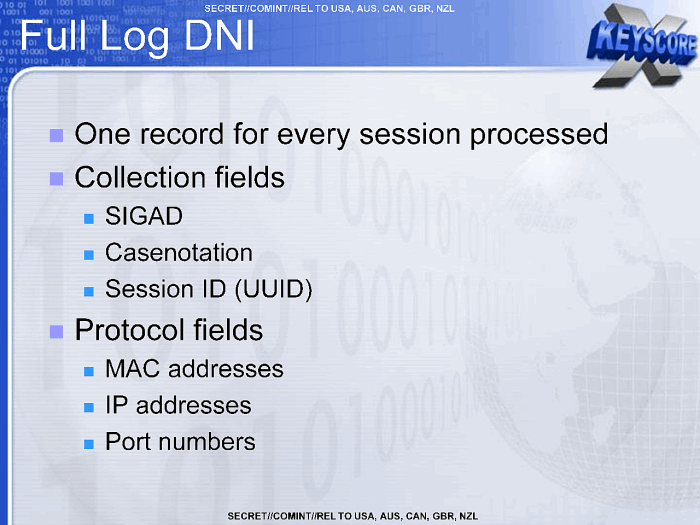 SECRET//COMINT//REL TO USA, AUS, CAN, GBR, NZL
Full Log DNI
X KEYSCORE
One record for every session processed
Collection fields
SIGAD
Casenotation
Session ID (UUID)
Protocol fields
MAC addresses
IP addresses
Port numbers
SECRET//COMINT//REL TO USA, AUS, CAN, GBR, NZL